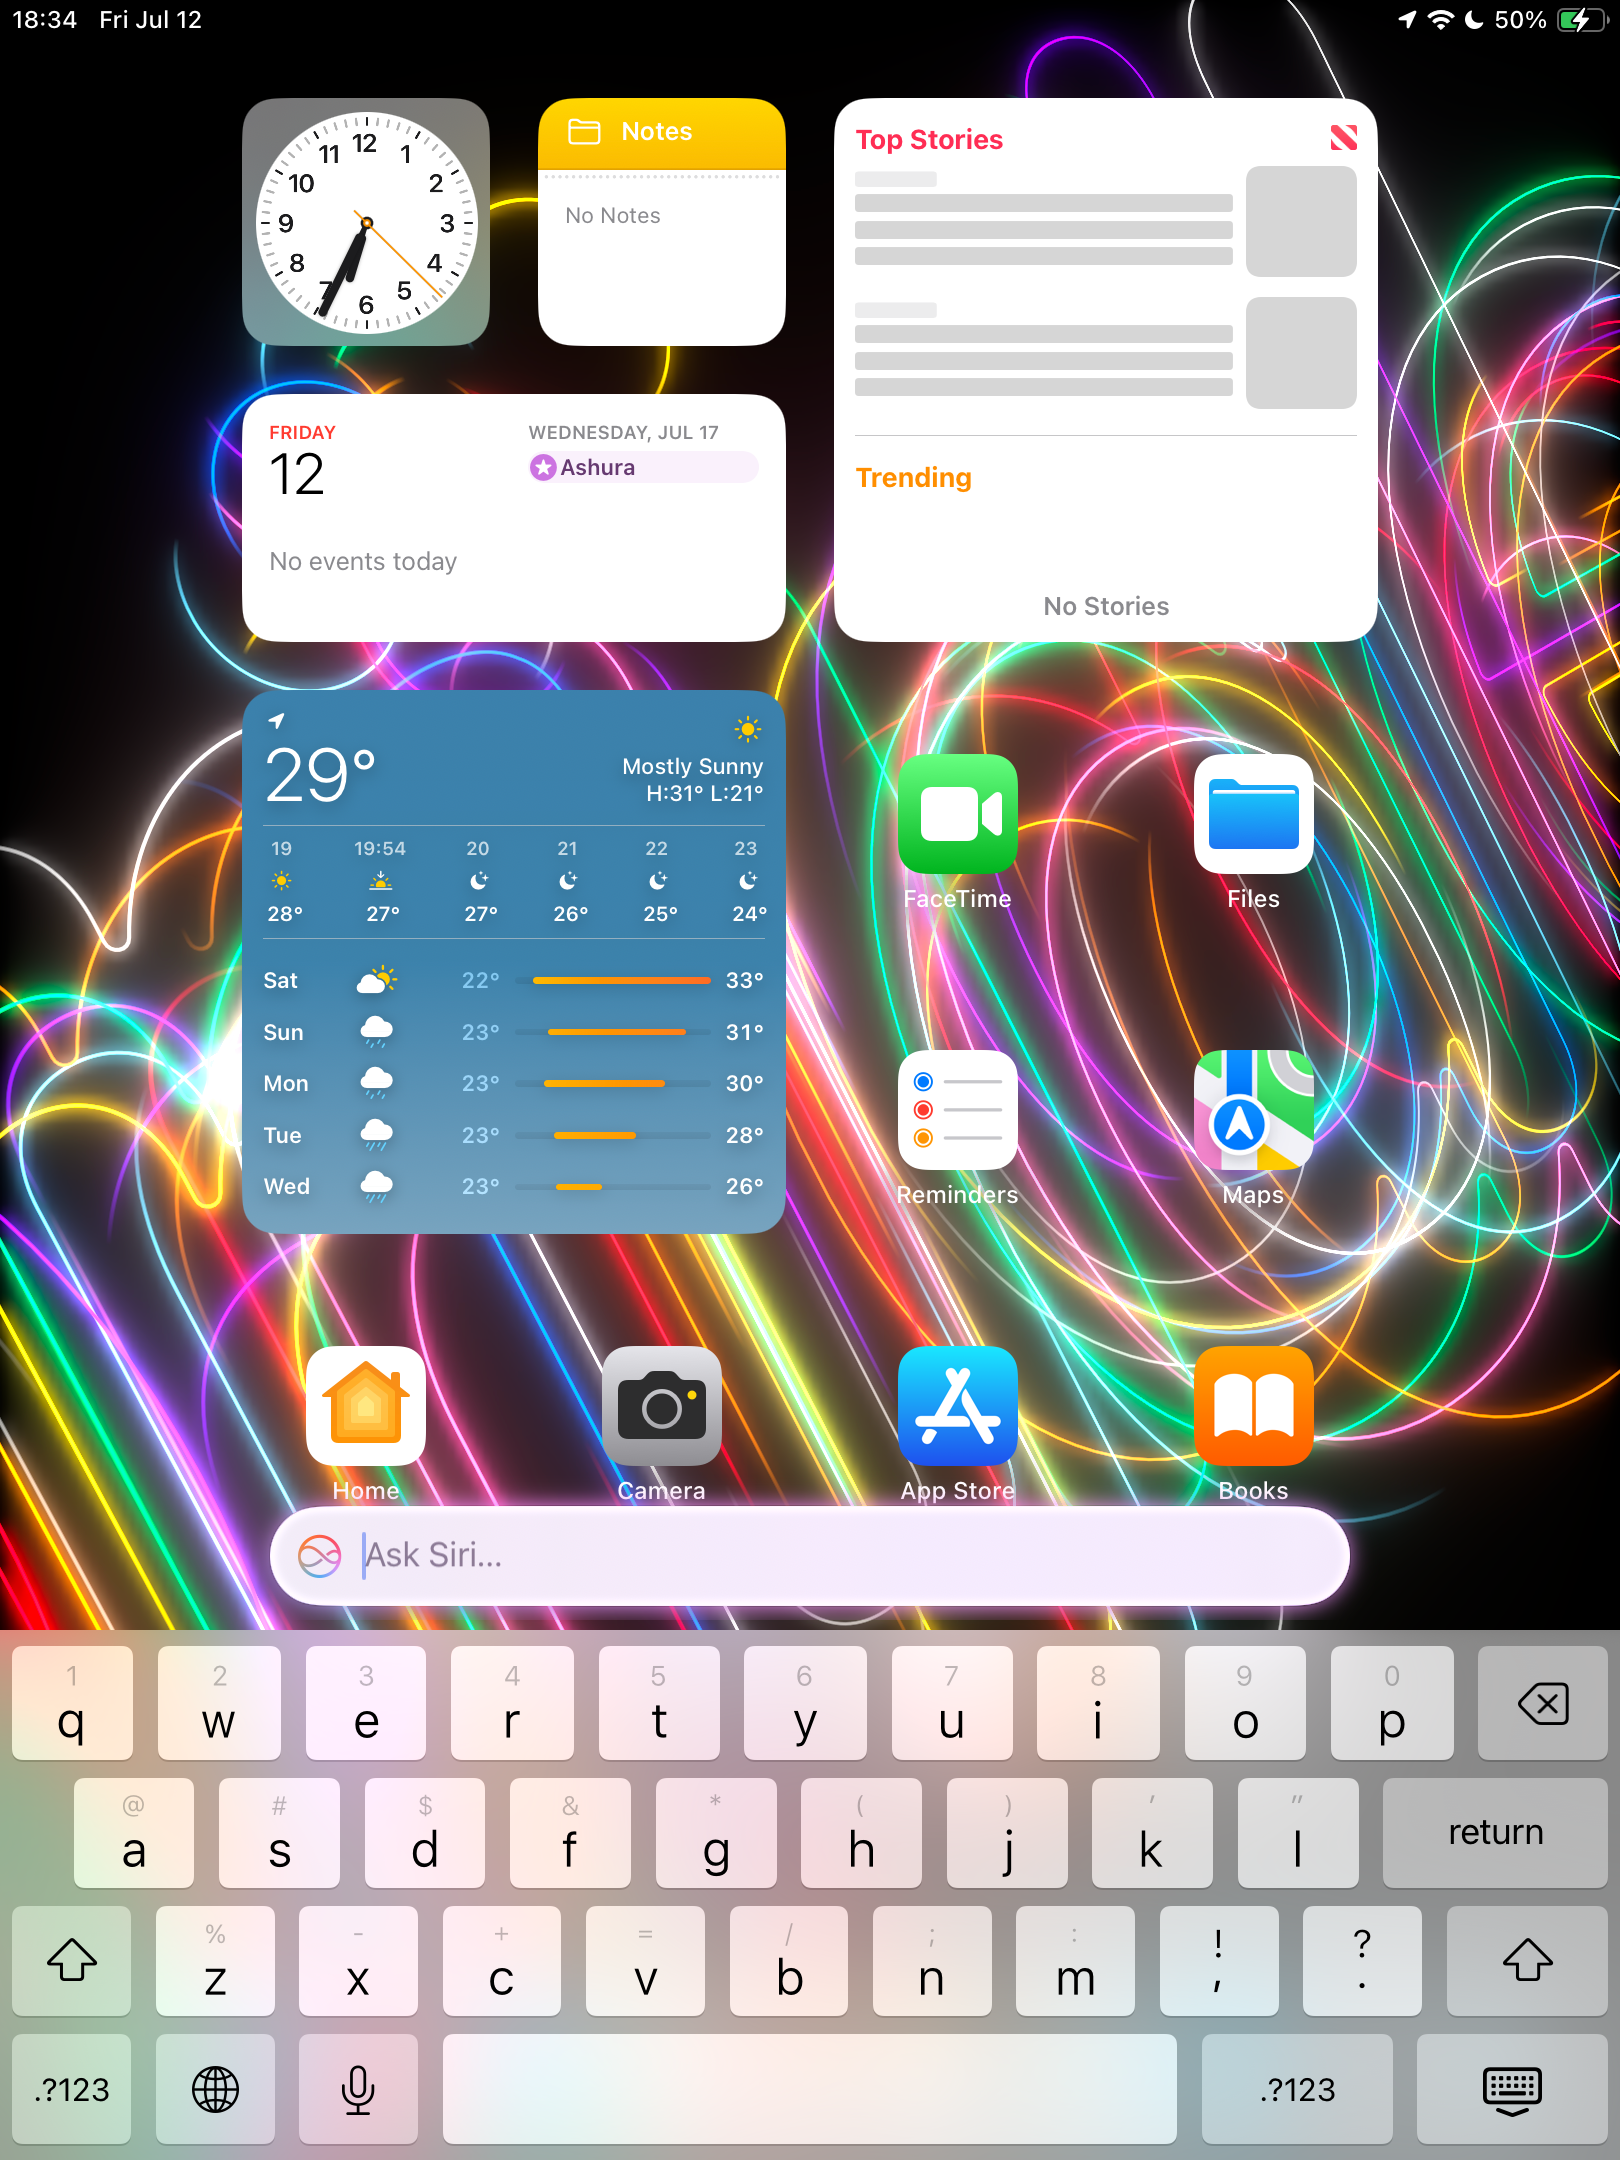 18:34 Fri Jul 12
50%
12
1
2
3
4
5
6
7
8
9
10
11
Notes
No Notes
Top Stories
Trending
No Stories
FRIDAY
12
No events today
WEDNESDAY, JUL 17
Ashura
29°
Mostly Sunny
H:31° L:21°
19 19:54 20 21 22 23
28° 27° 27° 26° 25° 24°
Sat 22° 33°
Sun 23° 31°
Mon 23° 30°
Tue 23° 28°
Wed 23° 26°
FaceTime
Files
Reminders
Maps
Home
Camera
App Store
Books
Ask Siri...
1 2 3 4 5 6 7 8 9 0
q w e r t y u i o p
@ # $ & * ( ) ' "
a s d f g h j k l return
% - + = / ; : ! ?
z x c v b n m , .
.?123 .?123